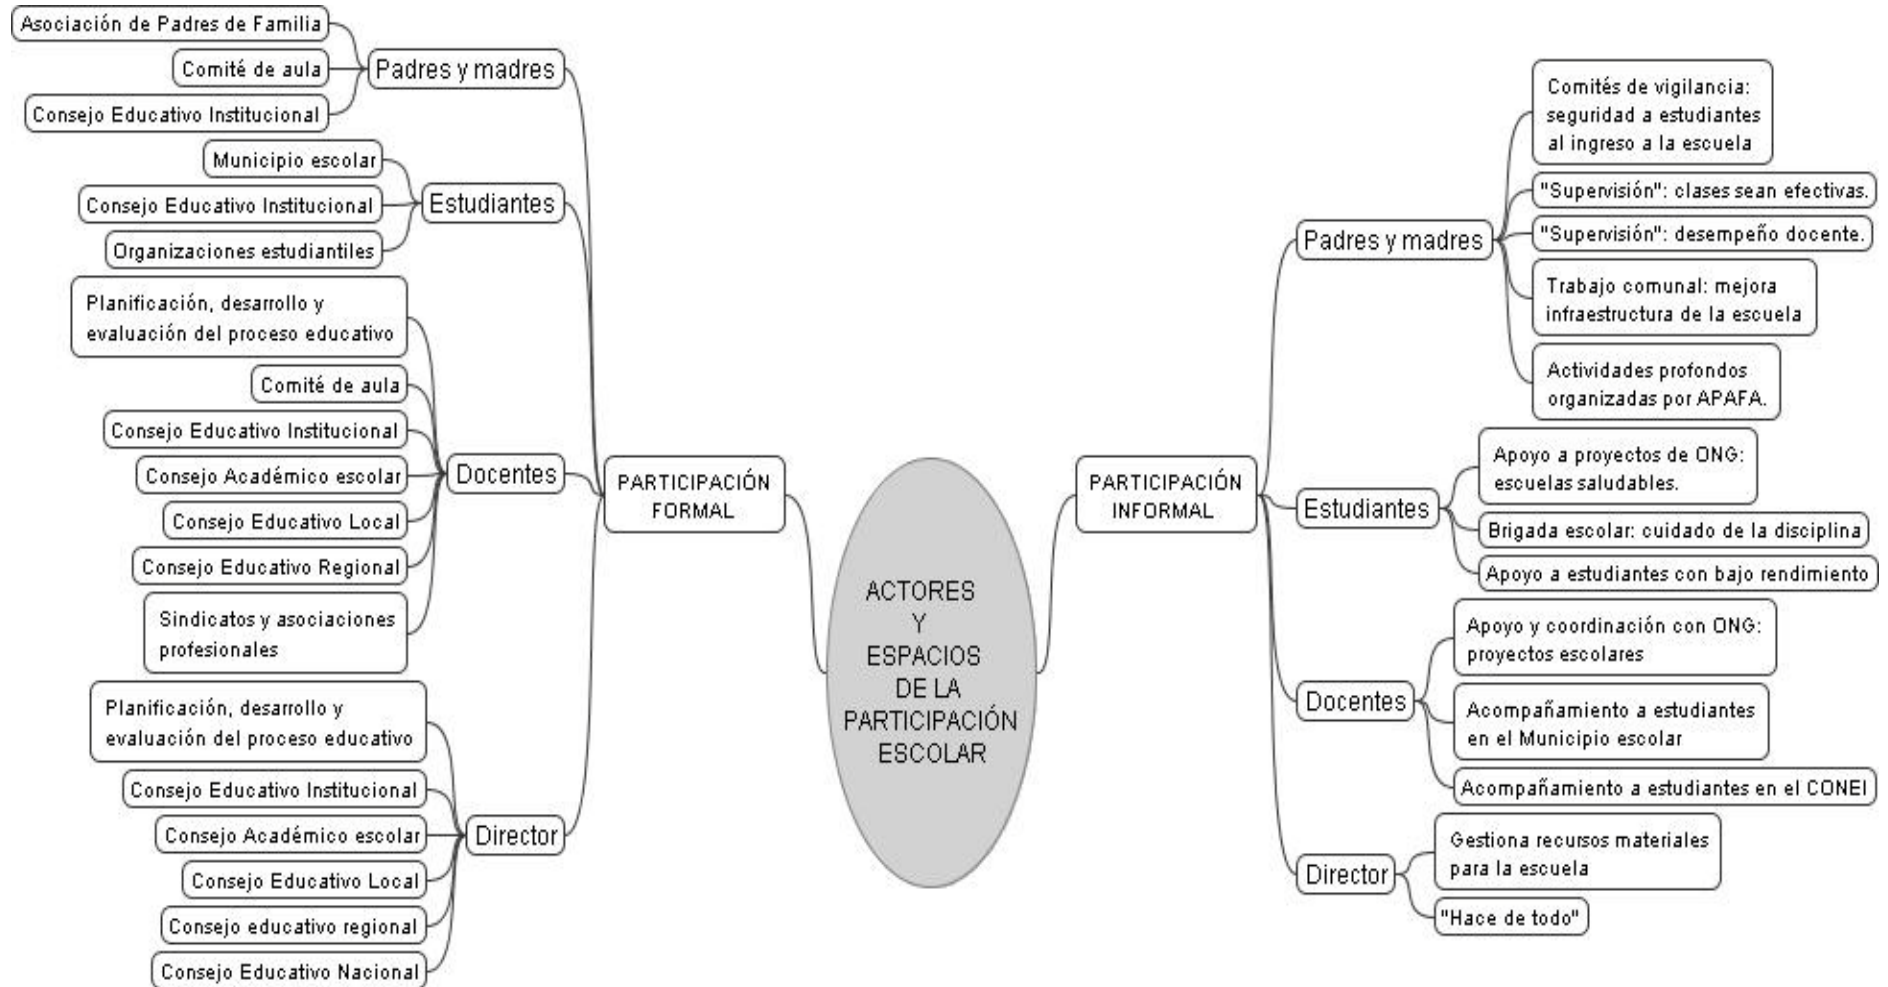 Asociación de Padres de Familia
Comité de aula
Consejo Educativo Institucional
Padres y madres
Municipio escolar
Consejo Educativo Institucional
Organizaciones estudiantiles
Estudiantes
Planificación, desarrollo y
evaluación del proceso educativo
Comité de aula
Consejo Educativo Institucional
Consejo Académico escolar
Consejo Educativo Local
Consejo Educativo Regional
Sindicatos y asociaciones
profesionales
Docentes
Planificación, desarrollo y
evaluación del proceso educativo
Consejo Educativo Institucional
Consejo Académico escolar
Consejo Educativo Local
Consejo educativo regional
Consejo Educativo Nacional
Director
PARTICIPACIÓN
FORMAL
ACTORES
Y
ESPACIOS
DE LA
PARTICIPACIÓN
ESCOLAR
PARTICIPACIÓN
INFORMAL
Padres y madres
Comités de vigilancia:
seguridad a estudiantes
al ingreso a la escuela
"Supervisión": clases sean efectivas.
"Supervisión": desempeño docente.
Trabajo comunal: mejora
infraestructura de la escuela
Actividades profondos
organizadas por APAFA.
Estudiantes
Apoyo a proyectos de ONG:
escuelas saludables.
Brigada escolar: cuidado de la disciplina
Apoyo a estudiantes con bajo rendimiento
Docentes
Apoyo y coordinación con ONG:
proyectos escolares
Acompañamiento a estudiantes
en el Municipio escolar
Acompañamiento a estudiantes en el CONEI
Director
Gestiona recursos materiales
para la escuela
"Hace de todo"